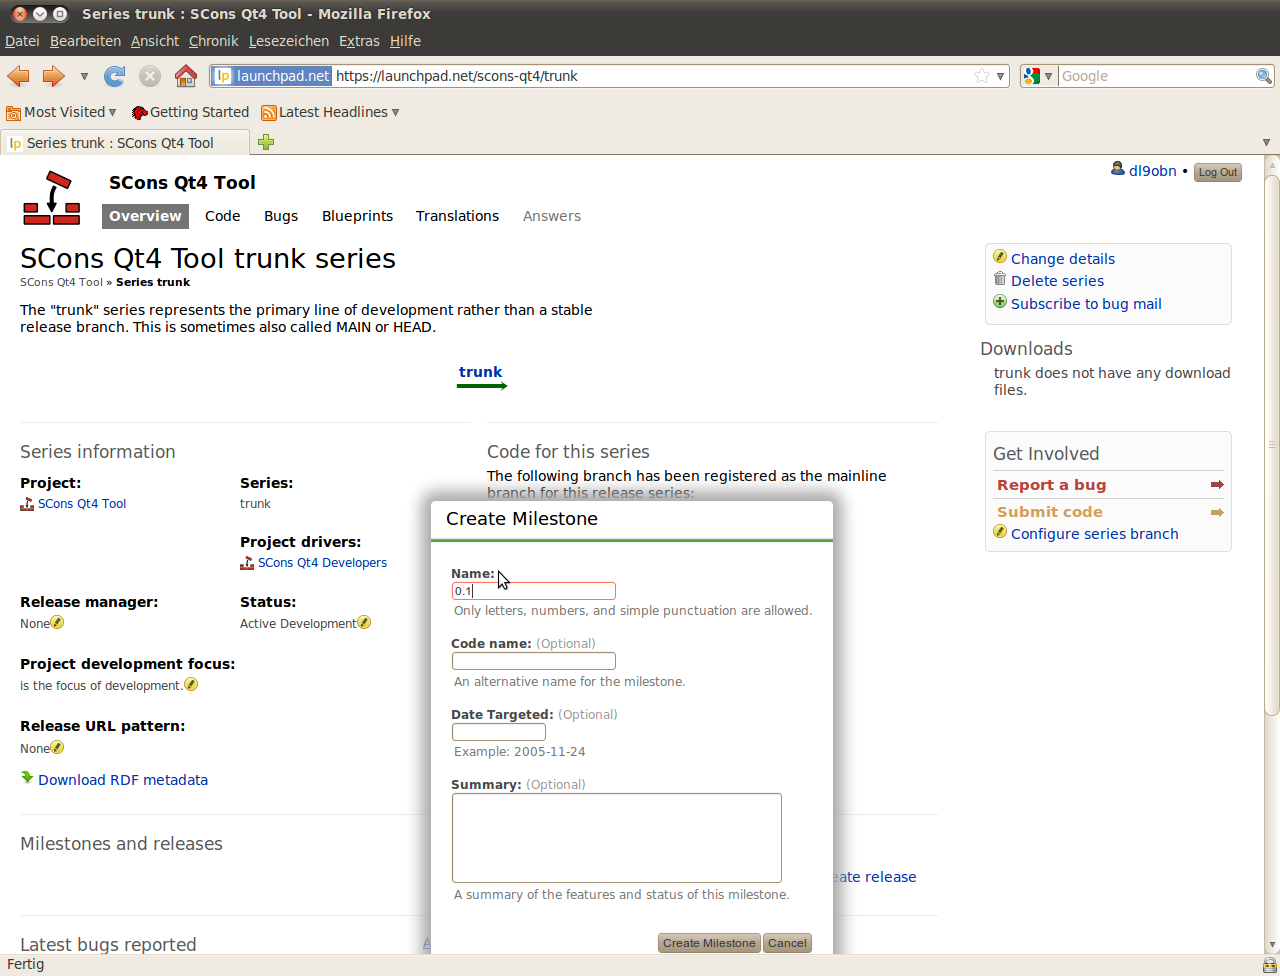 Series trunk : SCons Qt4 Tool - Mozilla Firefox
Datei Bearbeiten Ansicht Chronik Lesezeichen Extras Hilfe
lp launchpad.net https://launchpad.net/scons-qt4/trunk Google
Most Visited Getting Started Latest Headlines
lp Series trunk : SCons Qt4 Tool
dl9obn • Log Out
SCons Qt4 Tool
Overview Code Bugs Blueprints Translations Answers
SCons Qt4 Tool trunk series
SCons Qt4 Tool » Series trunk
The "trunk" series represents the primary line of development rather than a stable
release branch. This is sometimes also called MAIN or HEAD.
trunk
Change details
Delete series
Subscribe to bug mail
Downloads
trunk does not have any download
files.
Get Involved
Report a bug
Submit code
Configure series branch
Series information
Project:
SCons Qt4 Tool
Series:
trunk
Project drivers:
SCons Qt4 Developers
Release manager:
None
Status:
Active Development
Project development focus:
is the focus of development.
Release URL pattern:
None
Download RDF metadata
Code for this series
The following branch has been registered as the mainline
branch for this release series:
Create Milestone
Name:
0.1
Only letters, numbers, and simple punctuation are allowed.
Code name: (Optional)
An alternative name for the milestone.
Date Targeted: (Optional)
Example: 2005-11-24
Summary: (Optional)
A summary of the features and status of this milestone.
Create Milestone Cancel
Milestones and releases
eate release
Latest bugs reported
A
Fertig